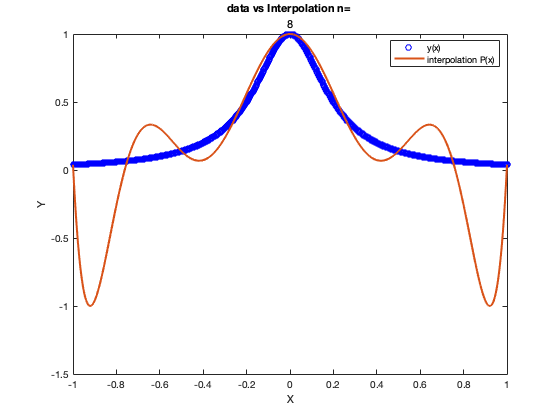 data vs Interpolation n=
8
y(x)
interpolation P(x)
1
0.5
0
-0.5
-1
-1.5
Y
-1 -0.8 -0.6 -0.4 -0.2 0 0.2 0.4 0.6 0.8 1
X